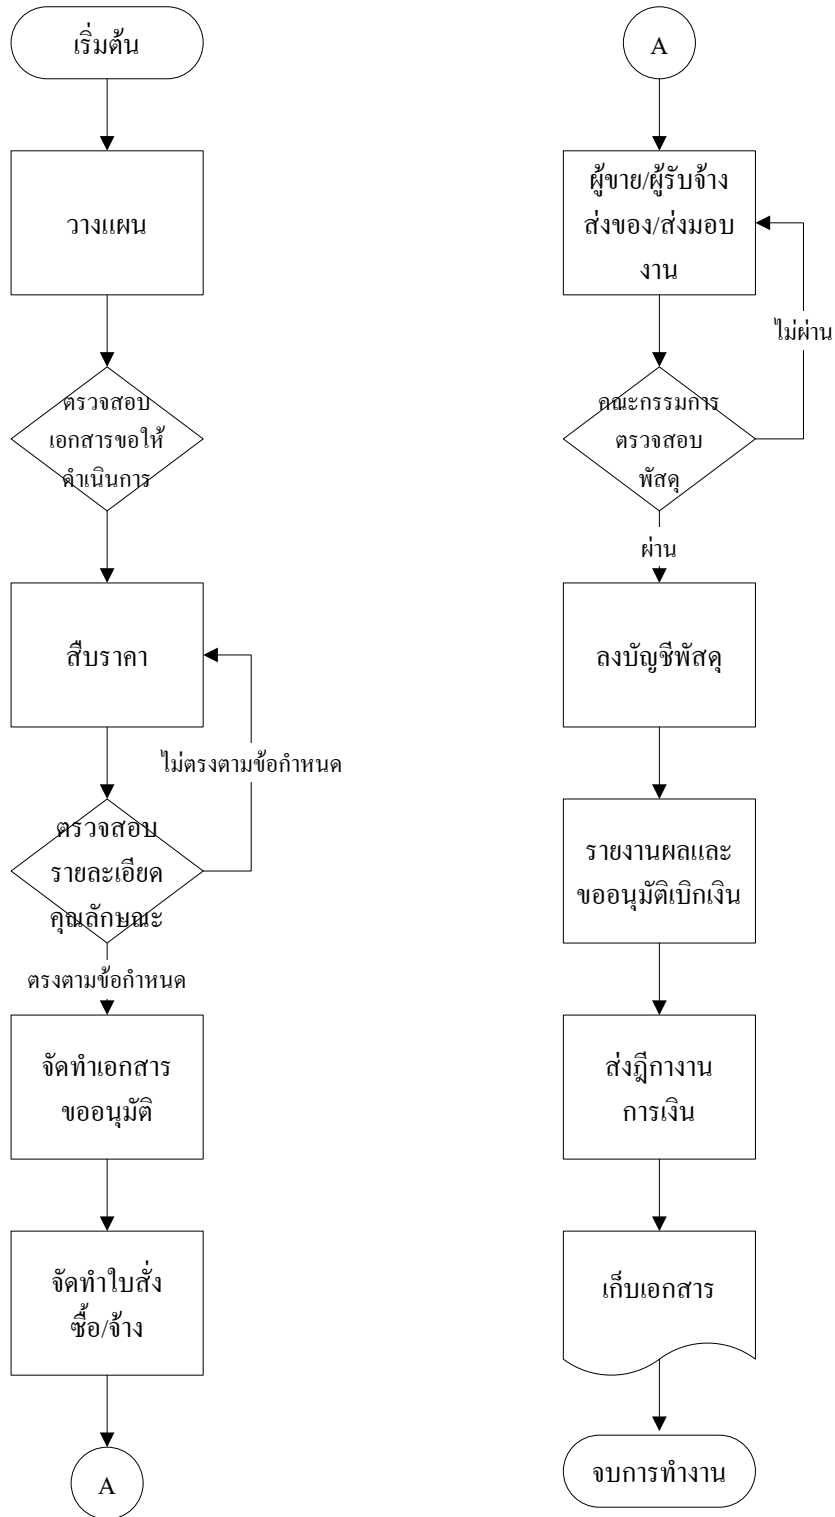 เริ่มต้น
วางแผน
ตรวจสอบ
เอกสารขอให้
ดำเนินการ
สืบราคา
ไม่ตรงตามข้อกำหนด
ตรวจสอบ
รายละเอียด
คุณลักษณะ
ตรงตามข้อกำหนด
จัดทำเอกสาร
ขออนุมัติ
จัดทำใบสั่ง
ซื้อ/จ้าง
A
A
ผู้ขาย/ผู้รับจ้าง
ส่งของ/ส่งมอบ
งาน
ไม่ผ่าน
คณะกรรมการ
ตรวจสอบ
พัสดุ
ผ่าน
ลงบัญชีพัสดุ
รายงานผลและ
ขออนุมัติเบิกเงิน
ส่งฎีกางาน
การเงิน
เก็บเอกสาร
จบการทำงาน